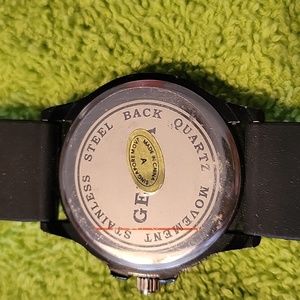 STAINLESS STEEL BACK QUARTZ MOVEMENT
MADE IN CHINA
A
SINGAPORE MOVT